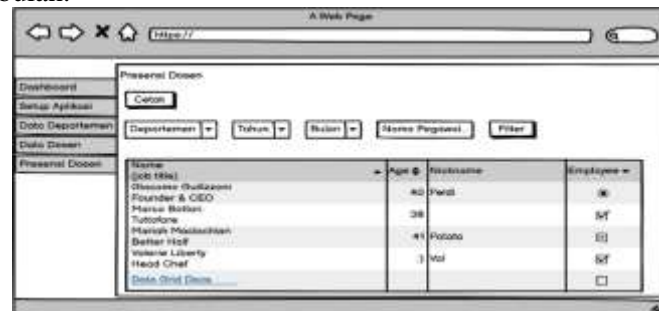 A Web Page
https://
Presensi Dosen
Dashboard
Setup Aplikasi
Data Departemen
Data Dosen
Presensi Dosen
Cetak
Departemen
Tahun
Bulan
Nama Pegawai
Filter
Name
(job title)
Age
Nickname
Employee
Giacomo Guilizzoni
Founder & CEO
40
Peldi
Marco Botton
Tuttofare
38
Mariah Maclachlan
Better Half
41
Patata
Valerie Liberty
Head Chef
:)
Val
Data Grid Docs